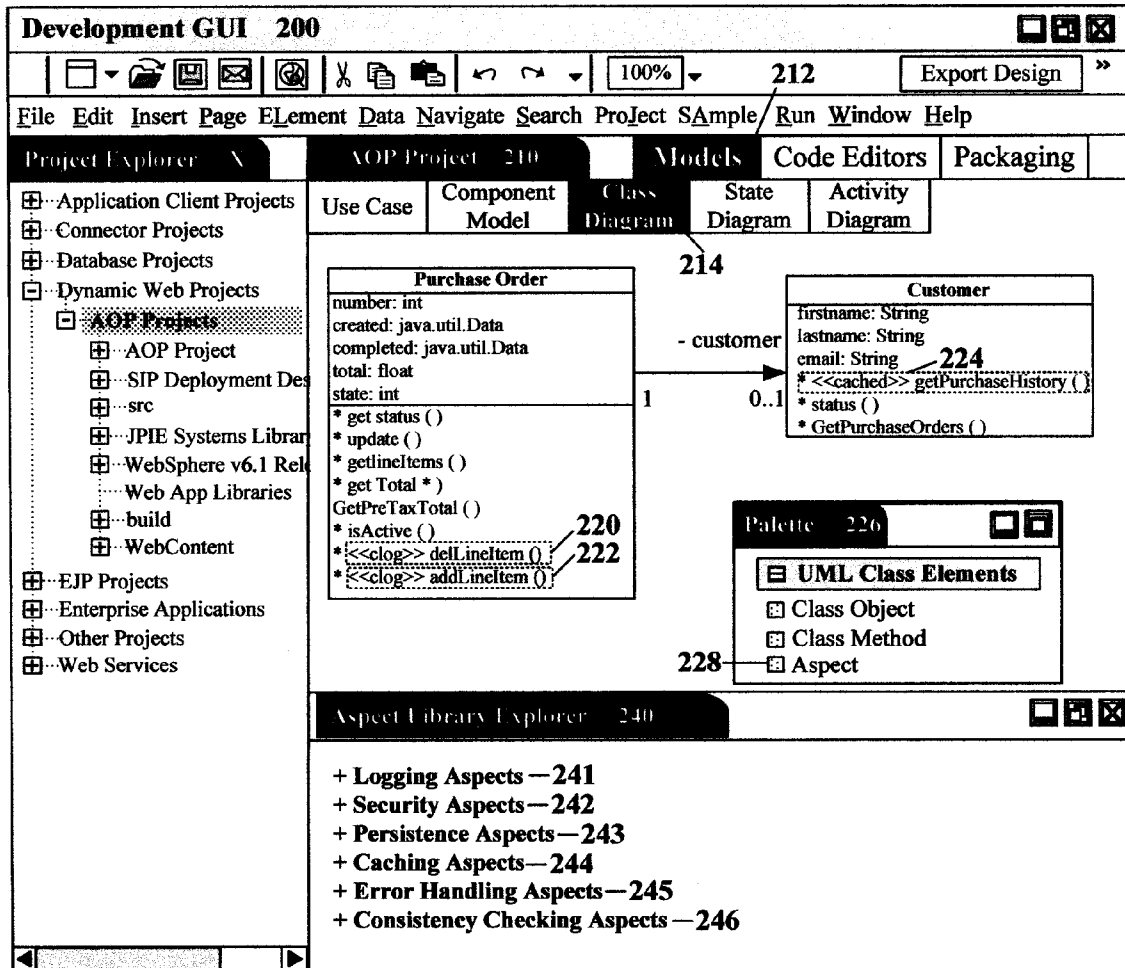 Development GUI 200
100%
212
Export Design
»
File Edit Insert Page ELement Data Navigate Search ProJect SAmple Run Window Help
Project Explorer X
Application Client Projects
Connector Projects
Database Projects
Dynamic Web Projects
AOP Projects
AOP Project
SIP Deployment Des
src
JPIE Systems Librar
WebSphere v6.1 Rele
Web App Libraries
build
WebContent
EJP Projects
Enterprise Applications
Other Projects
Web Services
AOP Project 210
Models
Code Editors
Packaging
Use Case
Component Model
Class Diagram
State Diagram
Activity Diagram
214
Purchase Order
number: int
created: java.util.Data
completed: java.util.Data
total: float
state: int
* get status ( )
* update ( )
* getlineItems ( )
* get Total * )
GetPreTaxTotal ( )
* isActive ( )
* <<clog>> delLineItem ()
* <<clog>> addLineItem ()
220
222
- customer
1
0..1
Customer
firstname: String
lastname: String
email: String
224
* <<cached>> getPurchaseHistory ( )
* status ( )
* GetPurchaseOrders ( )
Palette 226
UML Class Elements
Class Object
Class Method
228
Aspect
Aspect Library Explorer 240
+ Logging Aspects — 241
+ Security Aspects — 242
+ Persistence Aspects — 243
+ Caching Aspects — 244
+ Error Handling Aspects — 245
+ Consistency Checking Aspects — 246